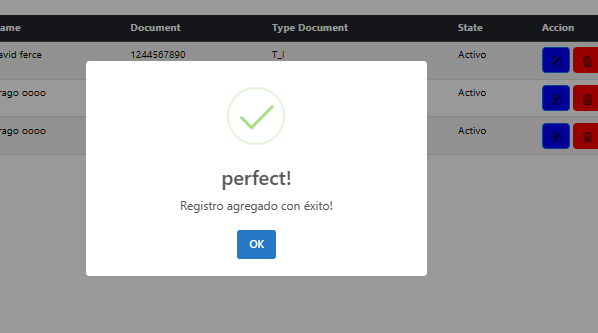 ame Document Type Document State Accion
avid ferce 1244567890 T_I Activo
rago oooo Activo
rago oooo Activo
perfect!
Registro agregado con éxito!
OK